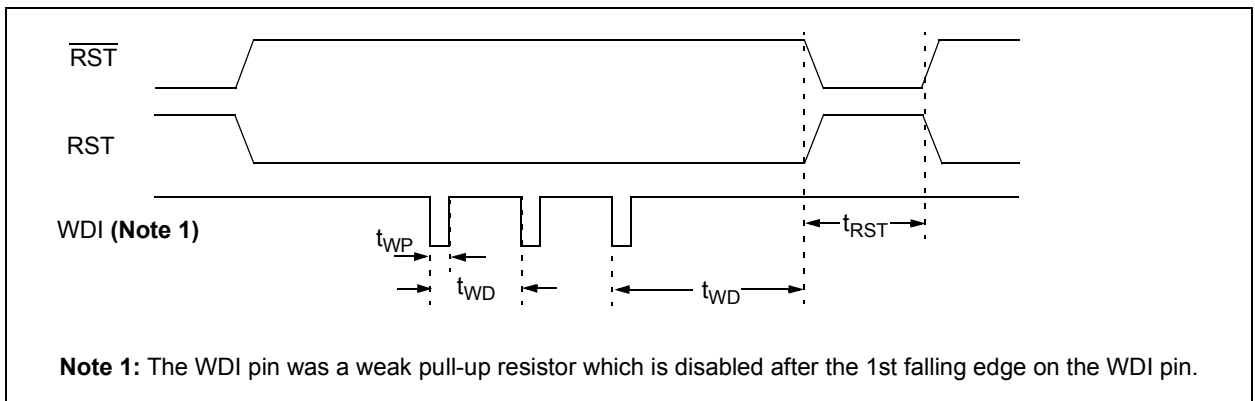 R̅S̅T̅
RST
WDI (Note 1)
tWP
tWD
tWD
tRST
Note 1: The WDI pin was a weak pull-up resistor which is disabled after the 1st falling edge on the WDI pin.